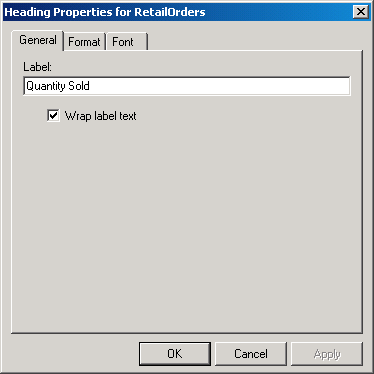 Heading Properties for RetailOrders
General Format Font
Label:
Quantity Sold
Wrap label text
OK Cancel Apply